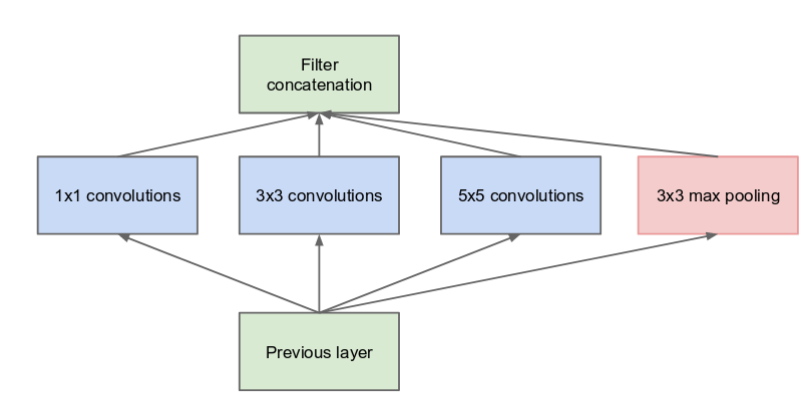 Filter
concatenation
1x1 convolutions
3x3 convolutions
5x5 convolutions
3x3 max pooling
Previous layer